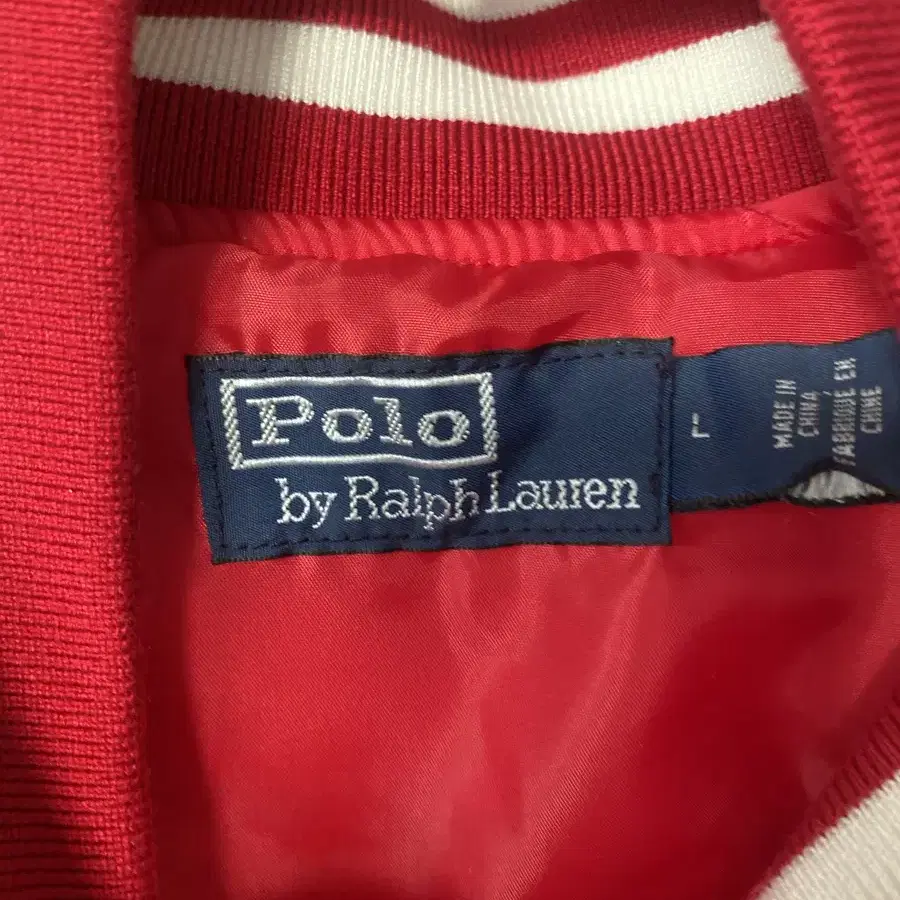 Polo
by Ralph Lauren
L
MADE IN
CHINA
FABRIQUÉ EN
CHINE